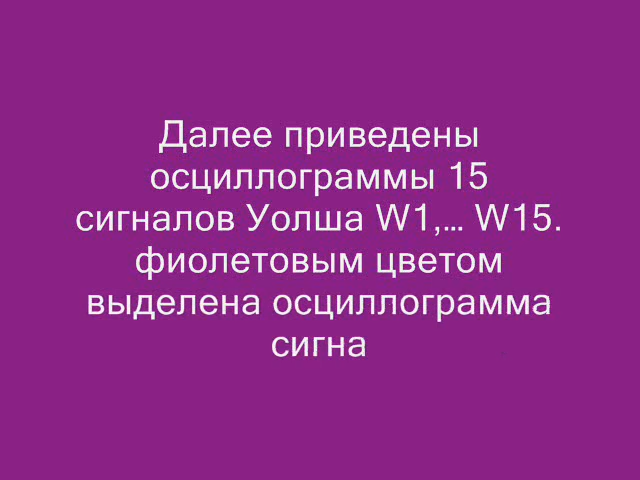 Далее приведены
осциллограммы 15
сигналов Уолша W1,… W15.
фиолетовым цветом
выделена осциллограмма
сигна